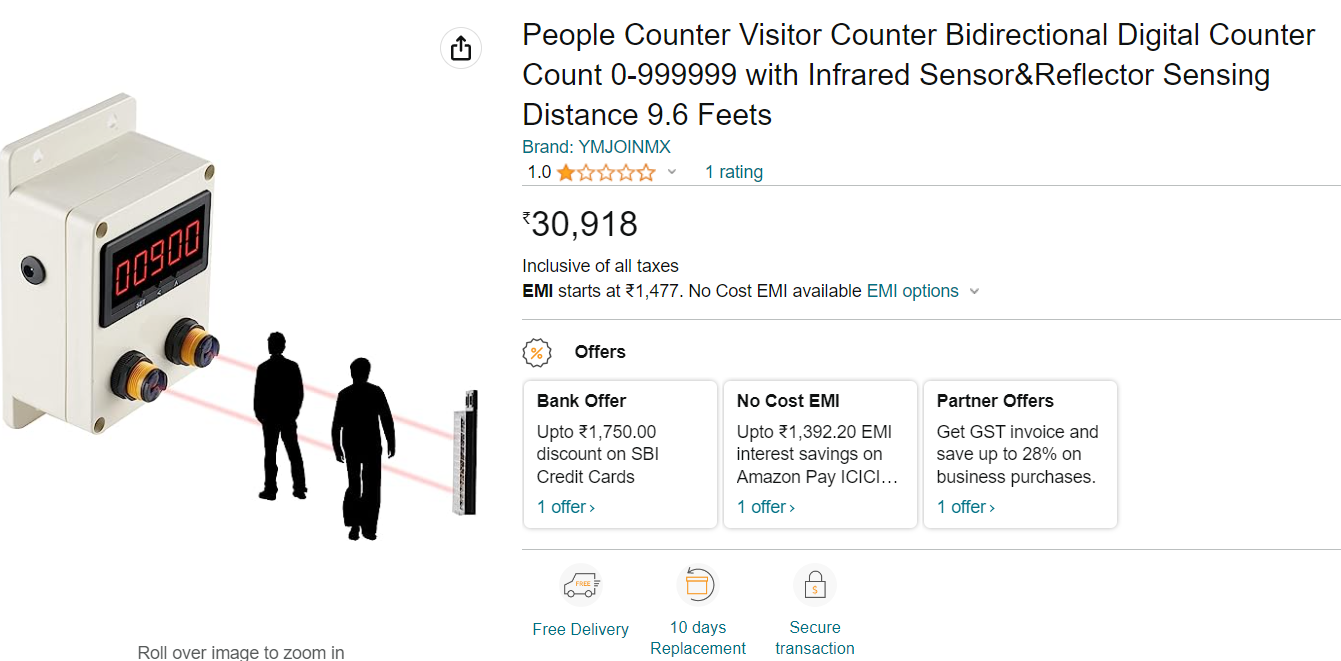 People Counter Visitor Counter Bidirectional Digital Counter
Count 0-999999 with Infrared Sensor&Reflector Sensing
Distance 9.6 Feets
Brand: YMJOINMX
1.0
1 rating
₹30,918
Inclusive of all taxes
EMI starts at ₹1,477. No Cost EMI available EMI options
Offers
Bank Offer
Upto ₹1,750.00
discount on SBI
Credit Cards
1 offer›
No Cost EMI
Upto ₹1,392.20 EMI
interest savings on
Amazon Pay ICICI…
1 offer›
Partner Offers
Get GST invoice and
save up to 28% on
business purchases.
1 offer›
FREE
Free Delivery
10 days
Replacement
Secure
transaction
00900
SET < ∧
Roll over image to zoom in